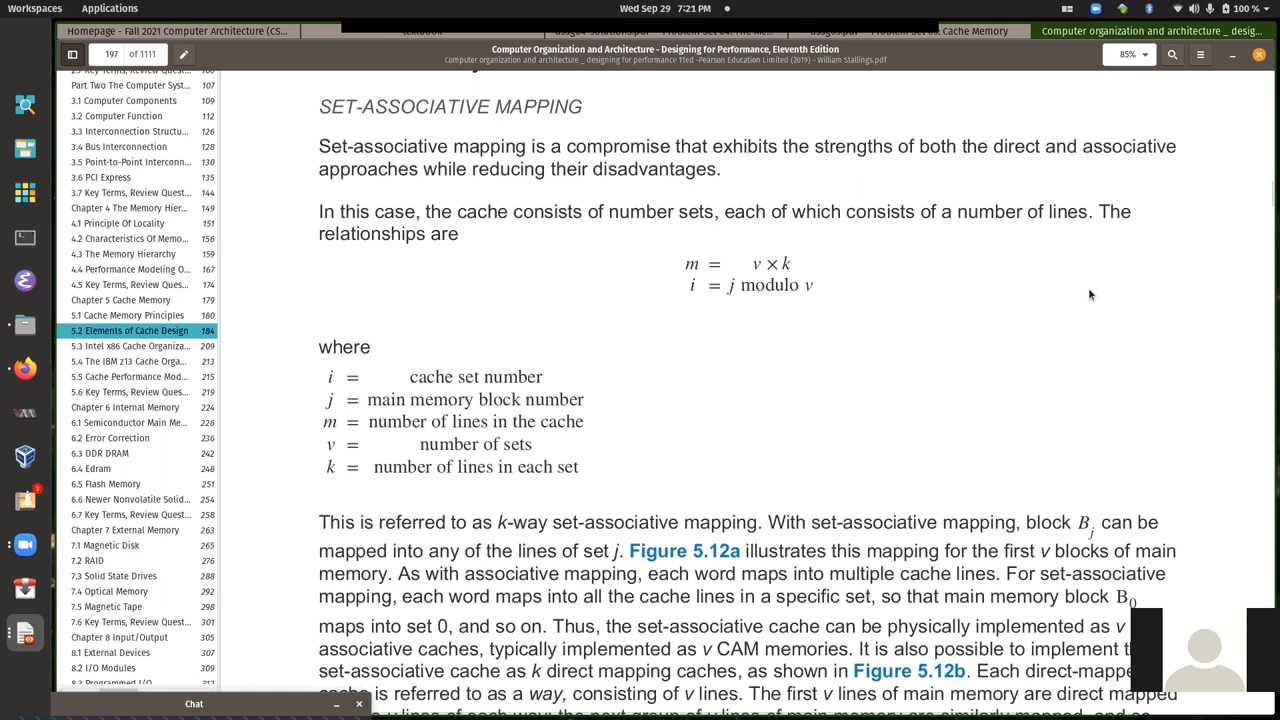 Workspaces Applications Wed Sep 29 7:21 PM 100 %
Homepage - Fall 2021 Computer Architecture (CS... Cache Memory Computer organization and architecture _ desig...
197 of 1111 Computer Organization and Architecture - Designing for Performance, Eleventh Edition 85%
Computer organization and architecture _ designing for performance 11ed -Pearson Education Limited (2019) - William Stallings.pdf
Part Two The Computer Syst... 107
3.1 Computer Components 109
3.2 Computer Function 112
3.3 Interconnection Structu... 126
3.4 Bus Interconnection 128
3.5 Point-to-Point Interconn... 130
3.6 PCI Express 135
3.7 Key Terms, Review Quest... 144
Chapter 4 The Memory Hier... 149
4.1 Principle Of Locality 151
4.2 Characteristics Of Memo... 156
4.3 The Memory Hierarchy 159
4.4 Performance Modeling O... 167
4.5 Key Terms, Review Ques... 174
Chapter 5 Cache Memory 179
5.1 Cache Memory Principles 180
5.2 Elements of Cache Design 184
5.3 Intel x86 Cache Organiza... 209
5.4 The IBM z13 Cache Orga... 213
5.5 Cache Performance Mod... 215
5.6 Key Terms, Review Ques... 219
Chapter 6 Internal Memory 224
6.1 Semiconductor Main Me... 226
6.2 Error Correction 236
6.3 DDR DRAM 242
6.4 Edram 248
6.5 Flash Memory 251
6.6 Newer Nonvolatile Solid... 254
6.7 Key Terms, Review Ques... 258
Chapter 7 External Memory 263
7.1 Magnetic Disk 265
7.2 RAID 276
7.3 Solid State Drives 288
7.4 Optical Memory 292
7.5 Magnetic Tape 298
7.6 Key Terms, Review Quest... 301
Chapter 8 Input/Output 305
8.1 External Devices 307
8.2 I/O Modules 309
Chat
SET-ASSOCIATIVE MAPPING
Set-associative mapping is a compromise that exhibits the strengths of both the direct and associative
approaches while reducing their disadvantages.
In this case, the cache consists of number sets, each of which consists of a number of lines. The
relationships are
m = v × k
i = j modulo v
where
i = cache set number
j = main memory block number
m = number of lines in the cache
v = number of sets
k = number of lines in each set
This is referred to as k-way set-associative mapping. With set-associative mapping, block Bj can be
mapped into any of the lines of set j. Figure 5.12a illustrates this mapping for the first v blocks of main
memory. As with associative mapping, each word maps into multiple cache lines. For set-associative
mapping, each word maps into all the cache lines in a specific set, so that main memory block B0
maps into set 0, and so on. Thus, the set-associative cache can be physically implemented as v
associative caches, typically implemented as v CAM memories. It is also possible to implement
set-associative cache as k direct mapping caches, as shown in Figure 5.12b. Each direct-mappe
cache is referred to as a way, consisting of v lines. The first v lines of main memory are direct mapped